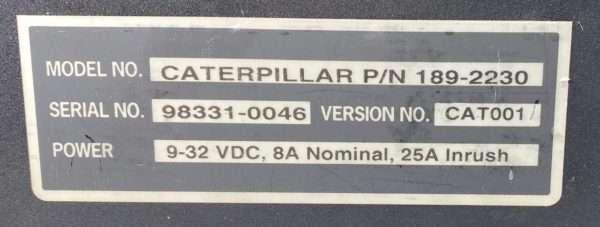 MODEL NO. CATERPILLAR P/N 189-2230
SERIAL NO. 98331-0046 VERSION NO. CAT001
POWER 9-32 VDC, 8A Nominal, 25A Inrush